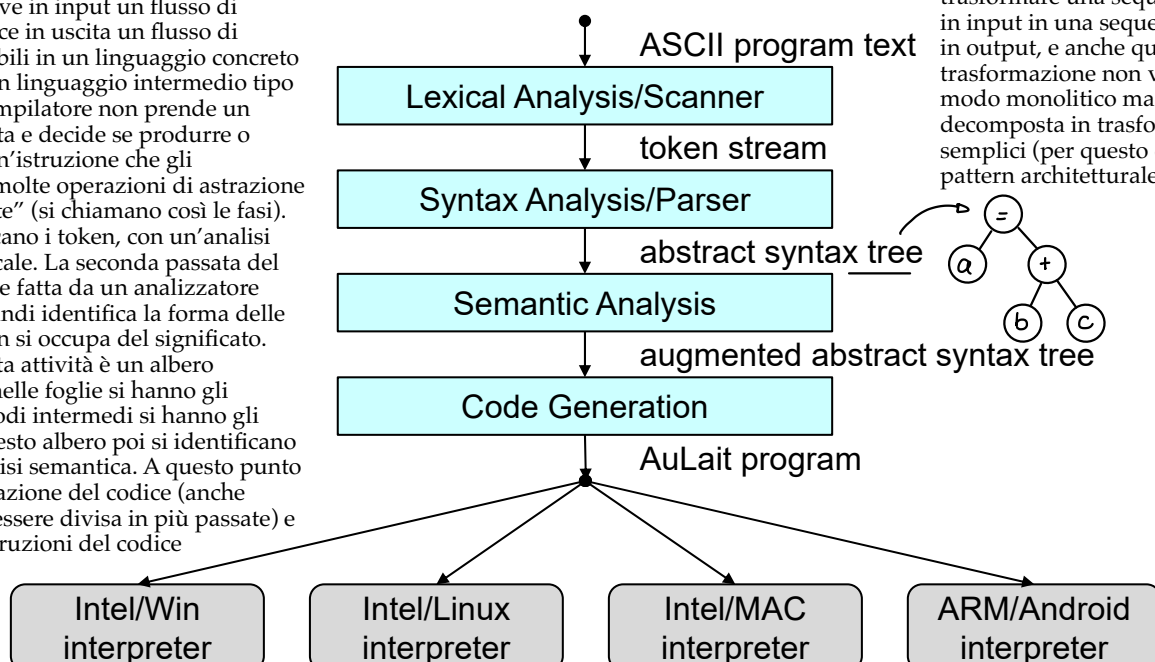 ve in input un flusso di
ce in uscita un flusso di
bili in un linguaggio concreto
n linguaggio intermedio tipo
mpilatore non prende un
ta e decide se produrre o
n’istruzione che gli
molte operazioni di astrazione
te” (si chiamano così le fasi).
cano i token, con un’analisi
cale. La seconda passata del
e fatta da un analizzatore
ndi identifica la forma delle
n si occupa del significato.
ta attività è un albero
nelle foglie si hanno gli
odi intermedi si hanno gli
esto albero poi si identificano
isi semantica. A questo punto
azione del codice (anche
essere divisa in più passate) e
ruzioni del codice
ASCII program text
Lexical Analysis/Scanner
token stream
Syntax Analysis/Parser
abstract syntax tree
Semantic Analysis
augmented abstract syntax tree
Code Generation
AuLait program
in input in una seque
in output, e anche qu
trasformazione non v
modo monolitico ma
decomposta in trasfo
semplici (per questo
pattern architetturale
=
a +
b c
Intel/Win
interpreter
Intel/Linux
interpreter
Intel/MAC
interpreter
ARM/Android
interpreter